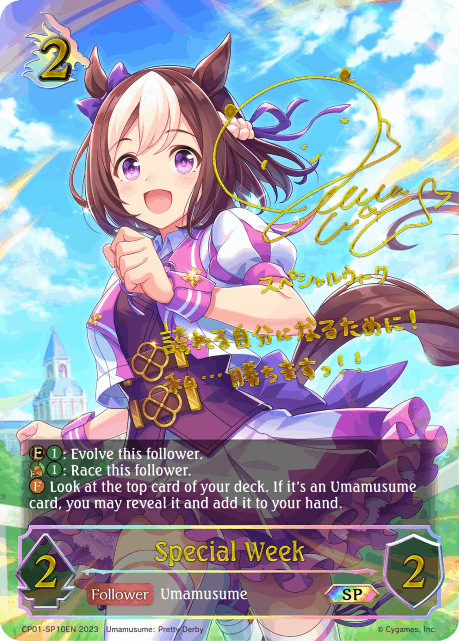 2
スペシャルウィーク
誇れる自分になるために!
私…勝ちますっ!!
E 1: Evolve this follower.
1: Race this follower.
F Look at the top card of your deck. If it's an Umamusume
card, you may reveal it and add it to your hand.
Special Week
2
Follower Umamusume
SP
2
CP01-SP10EN 2023 Umamusume: Pretty Derby © Cygames, Inc.